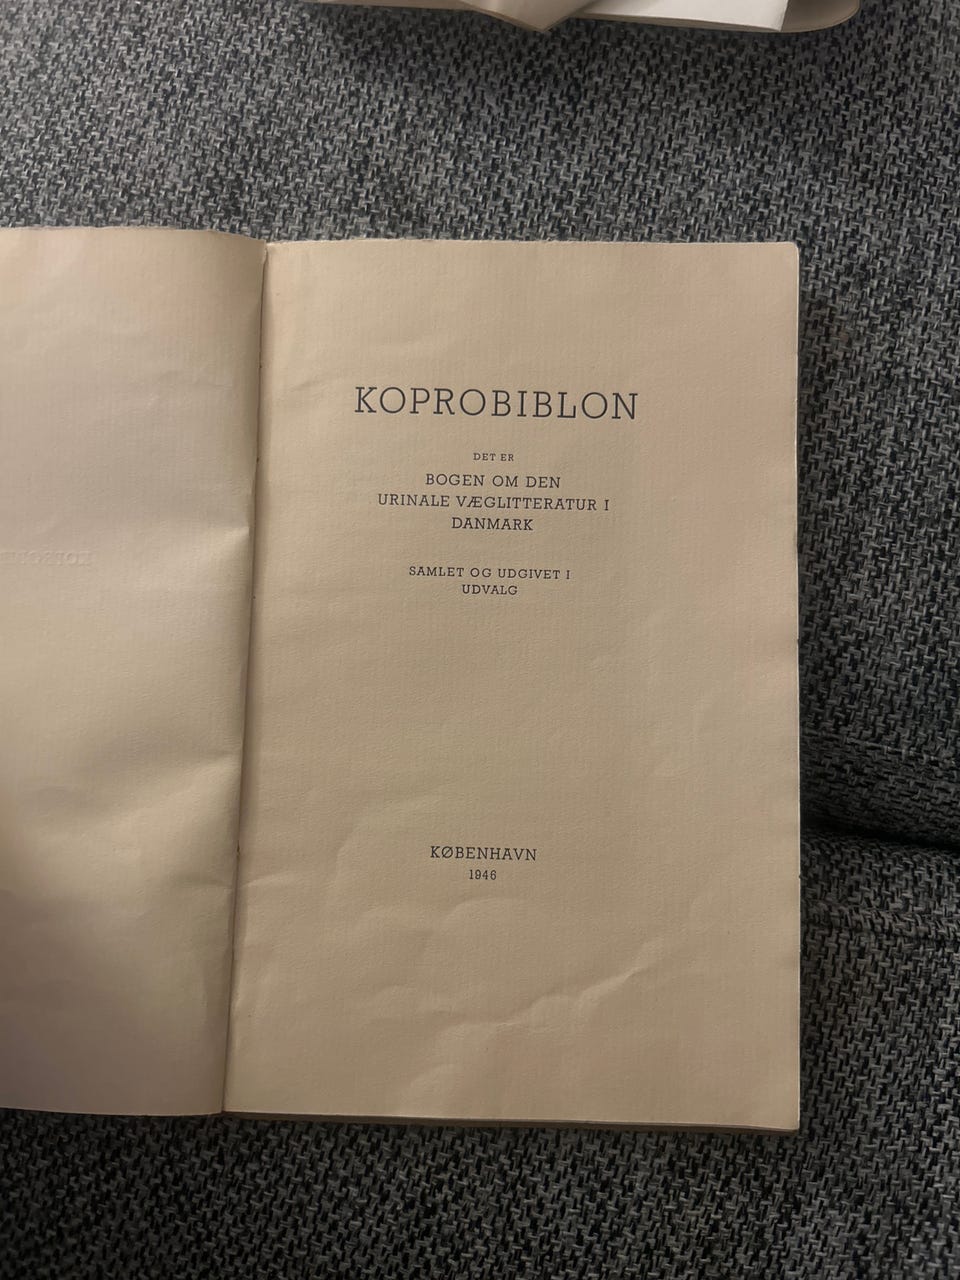 KOPROBIBLON
DET ER
BOGEN OM DEN
URINALE VÆGLITTERATUR I
DANMARK
SAMLET OG UDGIVET I
UDVALG
KØBENHAVN
1946